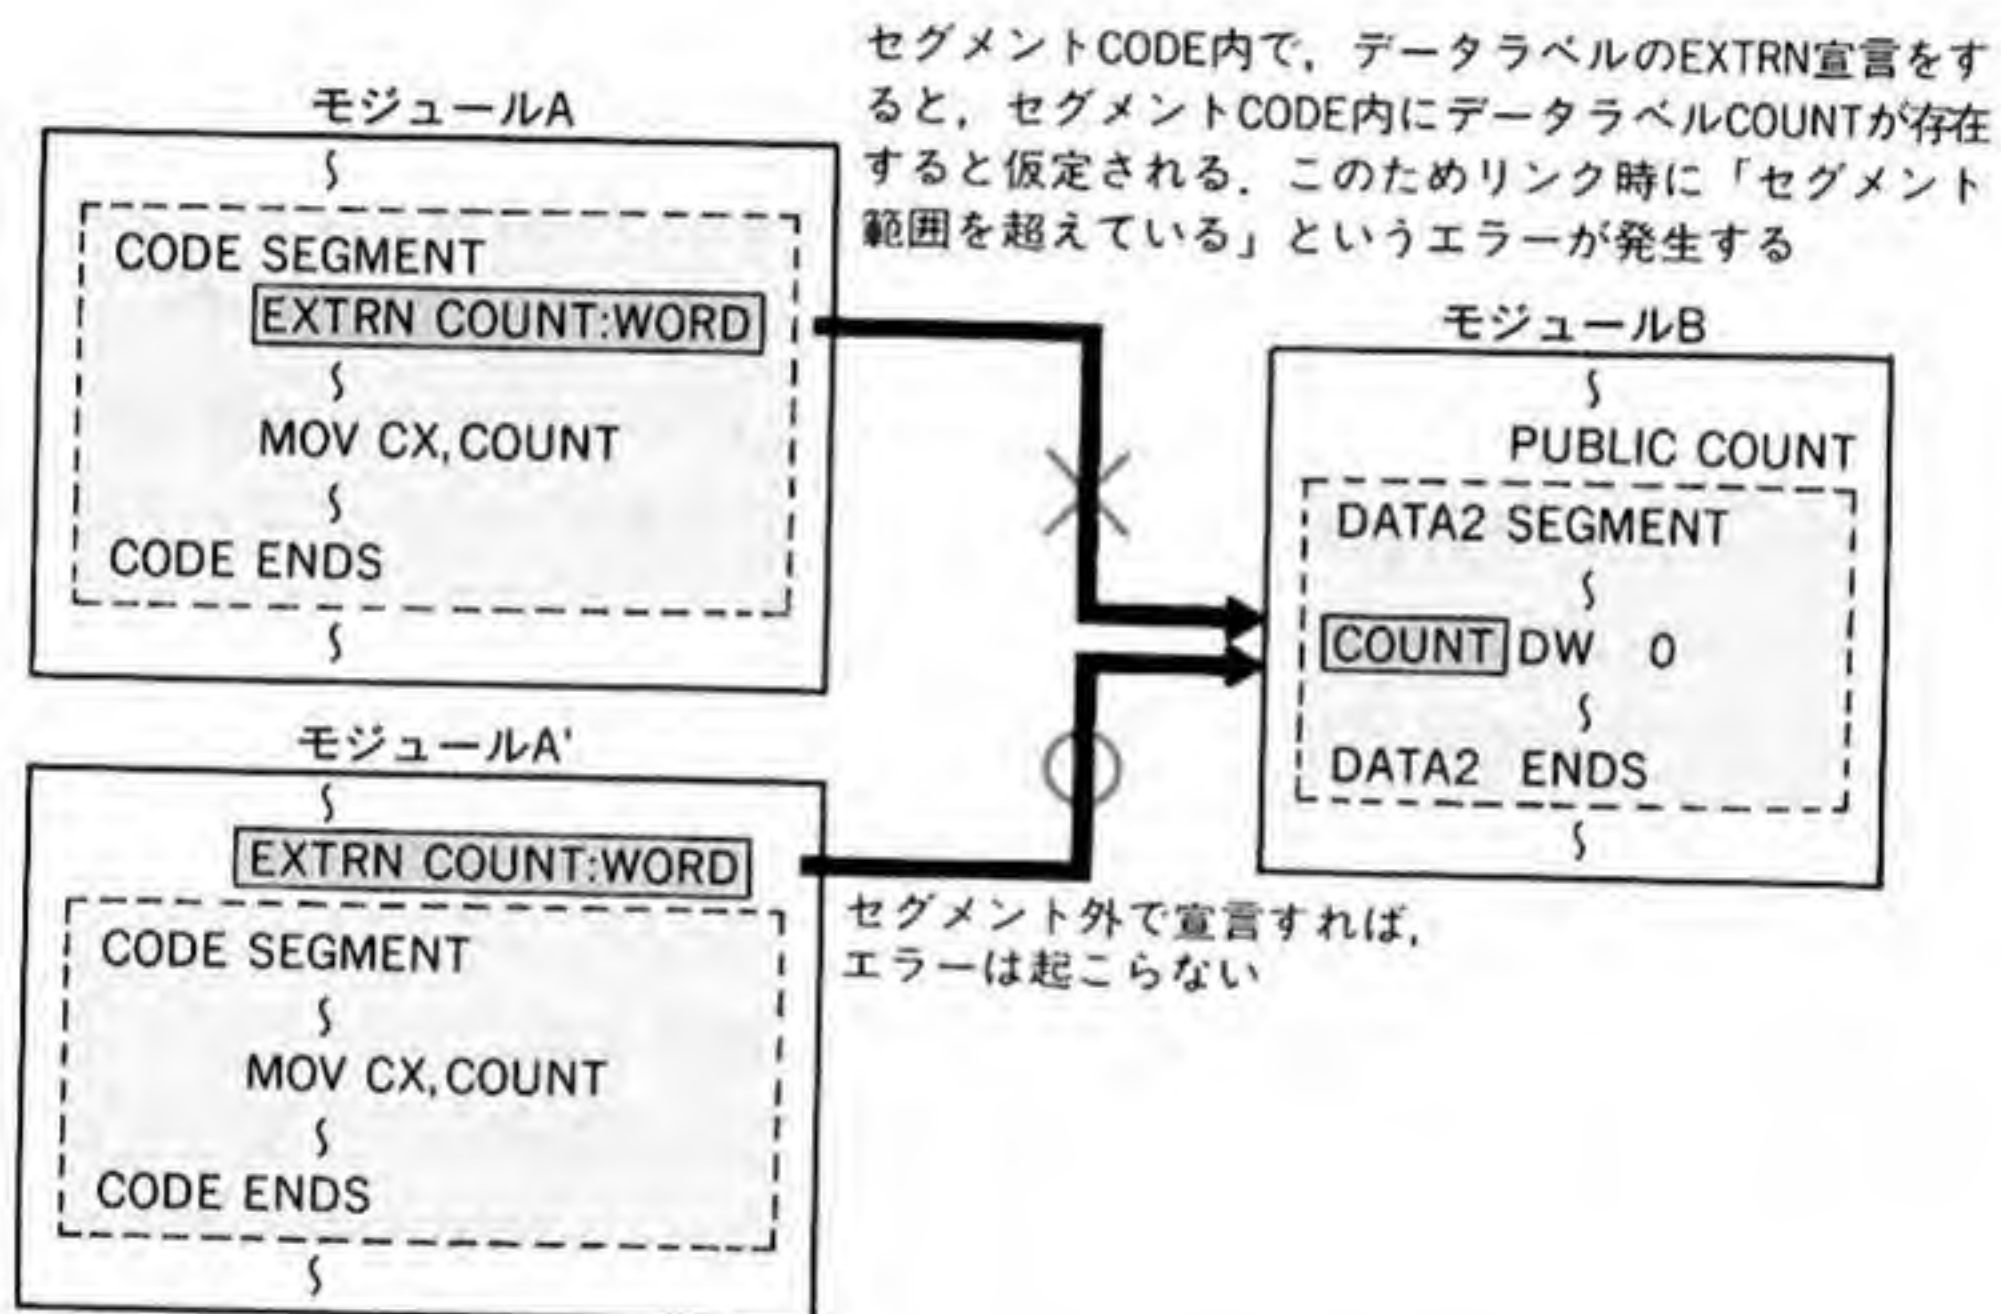 セグメントCODE内で，データラベルのEXTRN宣言をす
ると，セグメントCODE内にデータラベルCOUNTが存在
すると仮定される．このためリンク時に「セグメント
範囲を超えている」というエラーが発生する
モジュールA
CODE SEGMENT
EXTRN COUNT:WORD
MOV CX,COUNT
CODE ENDS
モジュールB
PUBLIC COUNT
DATA2 SEGMENT
COUNT DW 0
DATA2 ENDS
モジュールA'
EXTRN COUNT:WORD
CODE SEGMENT
MOV CX,COUNT
CODE ENDS
セグメント外で宣言すれば，
エラーは起こらない